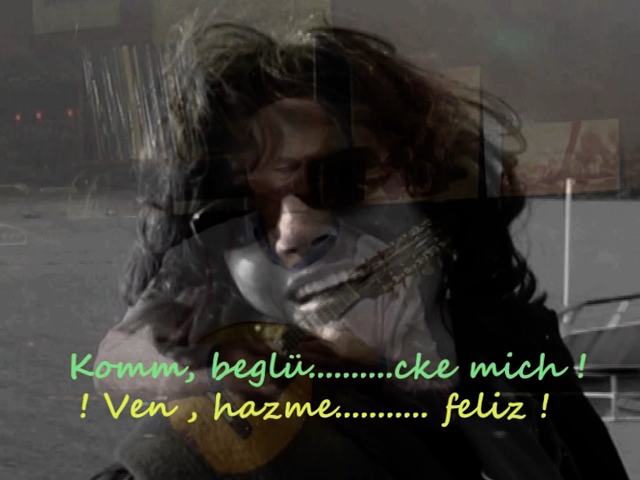 Komm, beglü.........cke mich !
! Ven , hazme........... feliz !